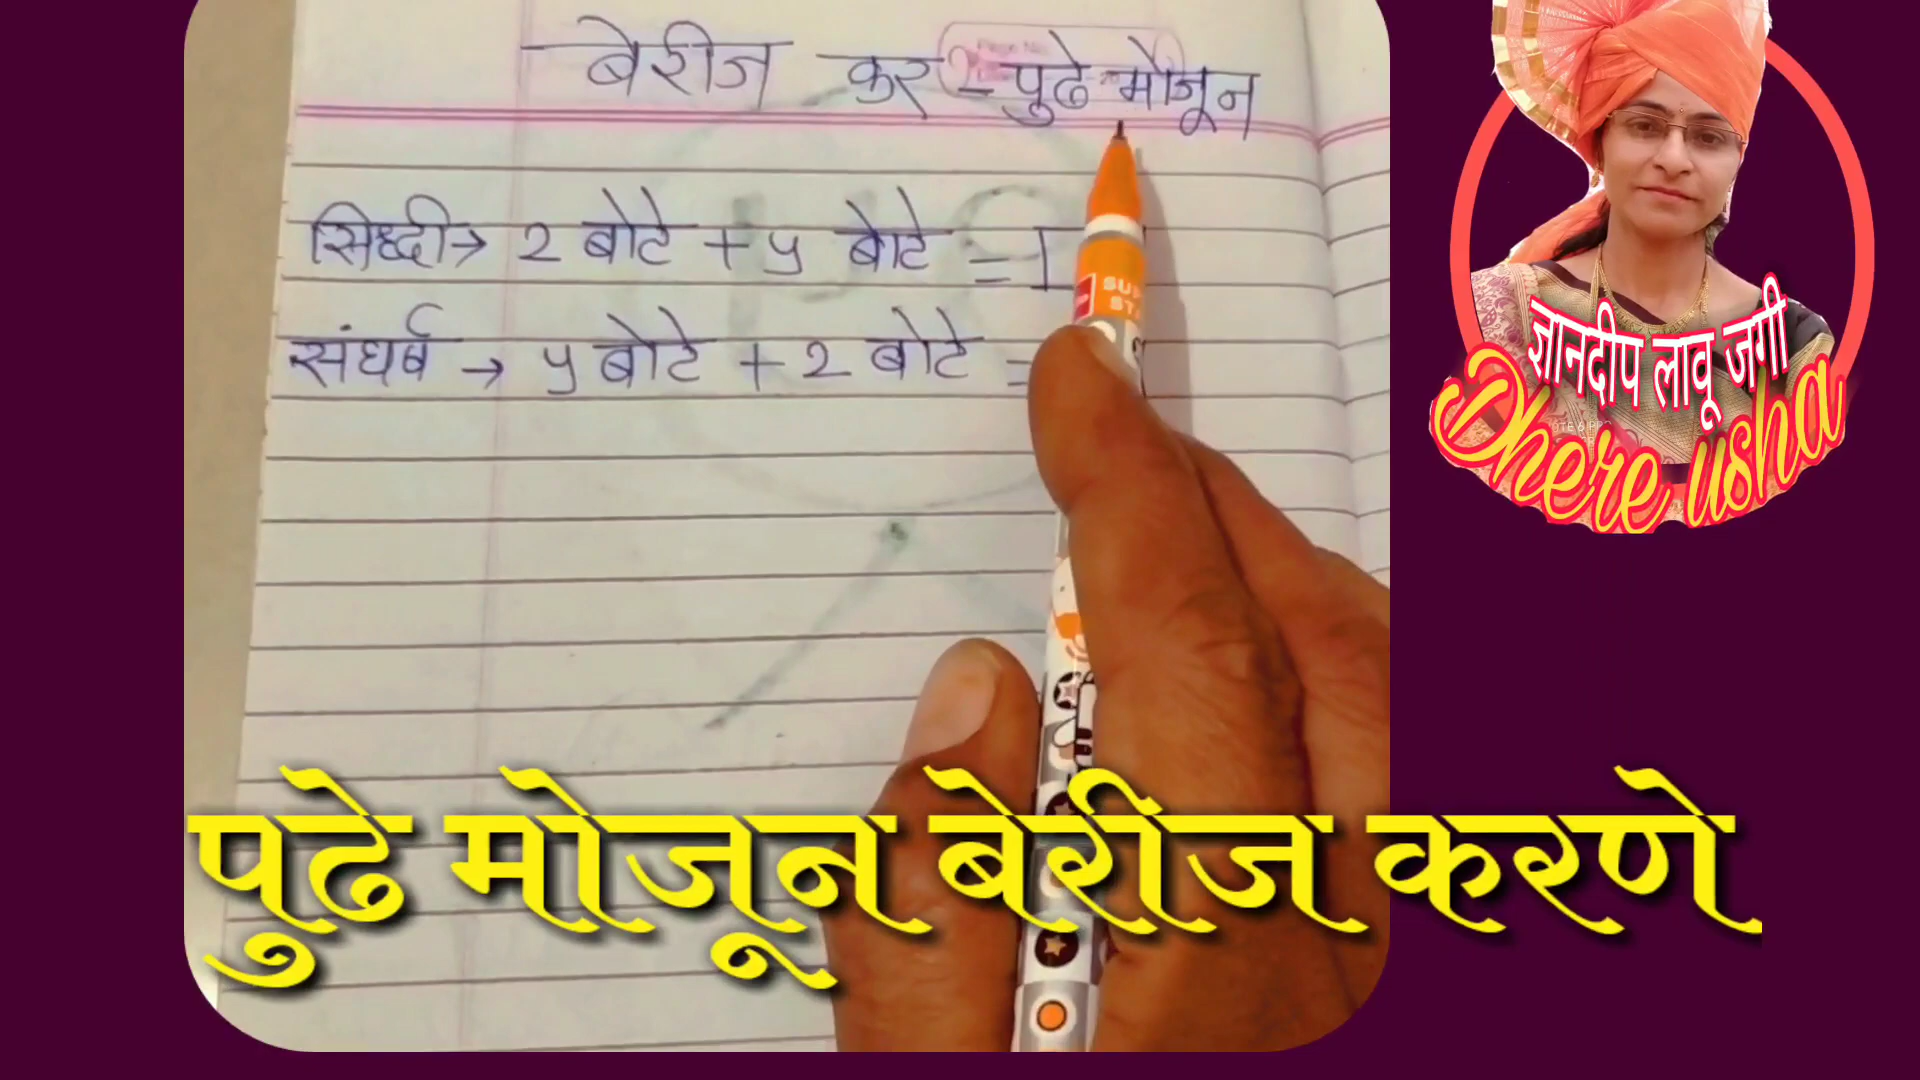 बेरीज कर - पुढे मोजून
सिध्दी→ 2 बोटे + 5 बोटे =
संघर्ष → 5 बोटे + 2 बोटे =
ज्ञानदीप लावू जगी
Dhere usha
पुढे मोजून बेरीज करणे